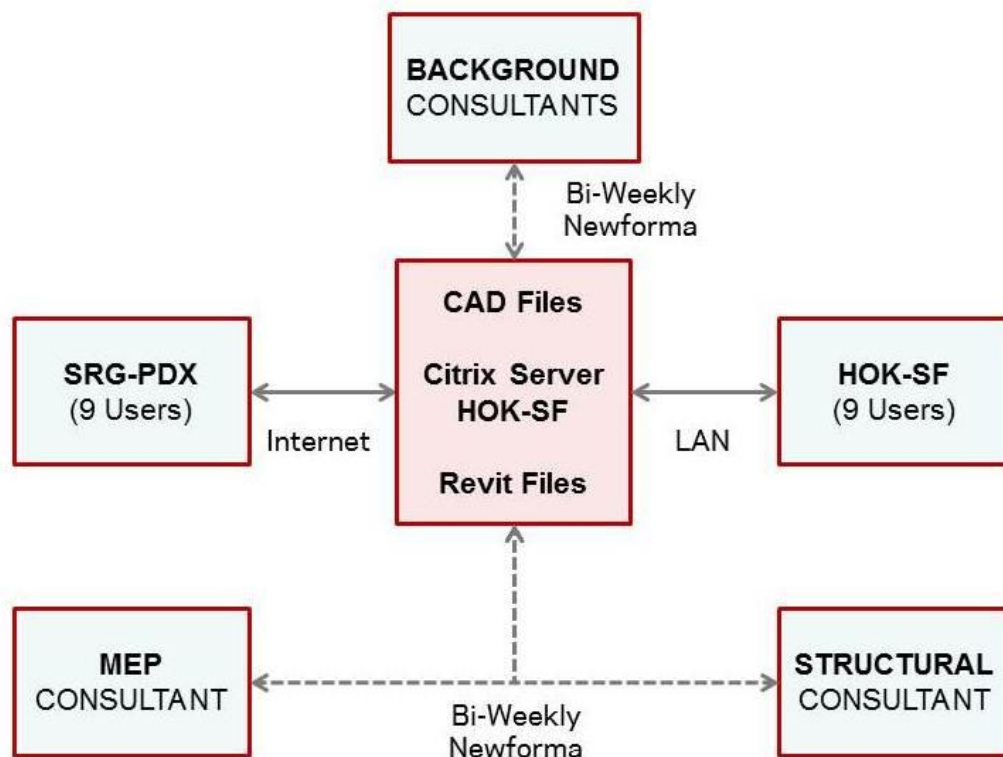 BACKGROUND
CONSULTANTS
Bi-Weekly
Newforma
CAD Files
Citrix Server
HOK-SF
Revit Files
SRG-PDX
(9 Users)
Internet
LAN
HOK-SF
(9 Users)
MEP
CONSULTANT
Bi-Weekly
Newforma
STRUCTURAL
CONSULTANT